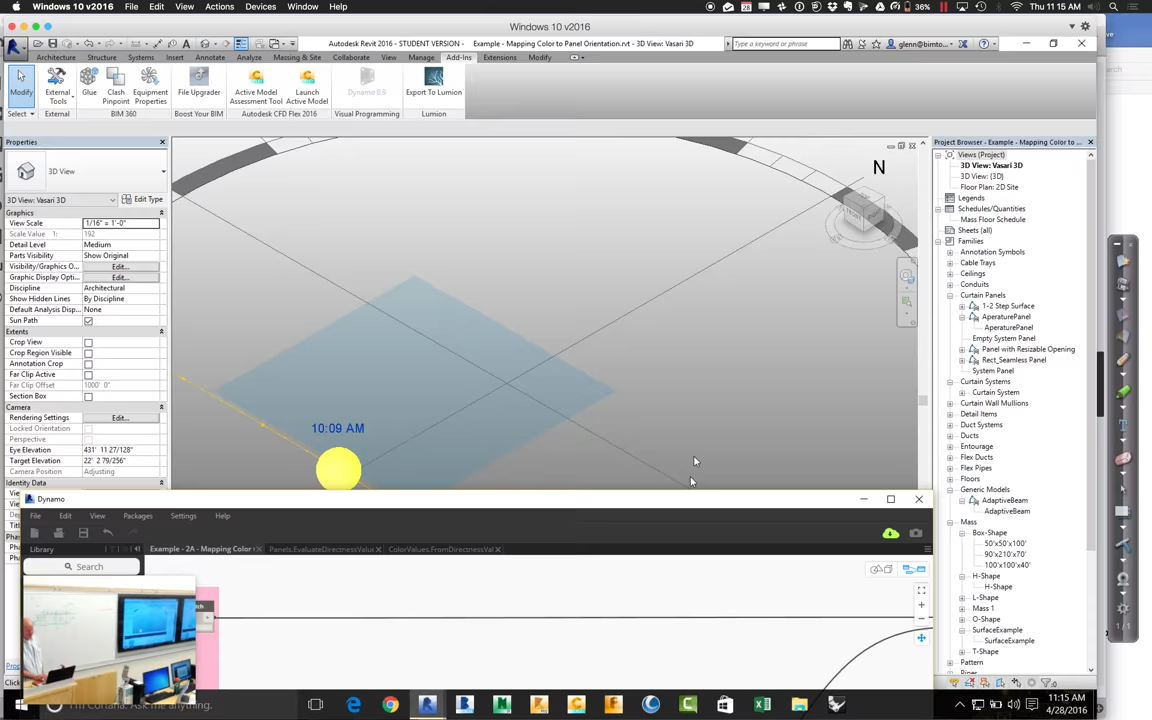 Windows 10 v2016 File Edit View Actions Devices Window Help 28 36% Thu 11:15 AM
Windows 10 v2016
Autodesk Revit 2016 - STUDENT VERSION - Example - Mapping Color to Panel Orientation.rvt - 3D View: Vasari 3D Type a keyword or phrase glenn@bimto...
Architecture Structure Systems Insert Annotate Analyze Massing & Site Collaborate View Manage Add-Ins Extensions Modify
Modify External Tools Glue Clash Pinpoint Equipment Properties File Upgrader Active Model Assessment Tool Launch Active Model Dynamo 0.9 Export To Lumion
Select External BIM 360 Boost Your BIM Autodesk CFD Flex 2016 Visual Programming Lumion
Properties
3D View
3D View: Vasari 3D Edit Type
Graphics
View Scale 1/16" = 1'-0"
Scale Value 1: 192
Detail Level Medium
Parts Visibility Show Original
Visibility/Graphics O... Edit...
Graphic Display Opti... Edit...
Discipline Architectural
Show Hidden Lines By Discipline
Default Analysis Disp... None
Sun Path
Extents
Crop View
Crop Region Visible
Annotation Crop
Far Clip Active
Far Clip Offset 1000' 0"
Section Box
Camera
Rendering Settings Edit...
Locked Orientation
Perspective
Eye Elevation 431' 11 27/128"
Target Elevation 22' 2 79/256"
Camera Position Adjusting
Identity Data
N
10:09 AM
Project Browser - Example - Mapping Color to ...
Views (Project)
3D View: Vasari 3D
3D View: {3D}
Floor Plan: 2D Site
Legends
Schedules/Quantities
Mass Floor Schedule
Sheets (all)
Families
Annotation Symbols
Cable Trays
Ceilings
Conduits
Curtain Panels
1-2 Step Surface
AperaturePanel
AperaturePanel
Empty System Panel
Panel with Resizable Opening
Rect_Seamless Panel
System Panel
Curtain Systems
Curtain System
Curtain Wall Mullions
Detail Items
Duct Systems
Ducts
Entourage
Flex Ducts
Flex Pipes
Floors
Generic Models
AdaptiveBeam
AdaptiveBeam
Mass
Box-Shape
50'x50'x100'
90'x210'x70'
100'x100'x40'
H-Shape
H-Shape
L-Shape
Mass 1
O-Shape
SurfaceExample
SurfaceExample
T-Shape
Pattern
Dynamo
File Edit View Packages Settings Help
Library Example - 2A - Mapping Color Panels.EvaluateDirectnessValue ColorValues.FromDirectnessVal
Search
I'm Cortana. Ask me anything.
1/1
11:15 AM
4/28/2016